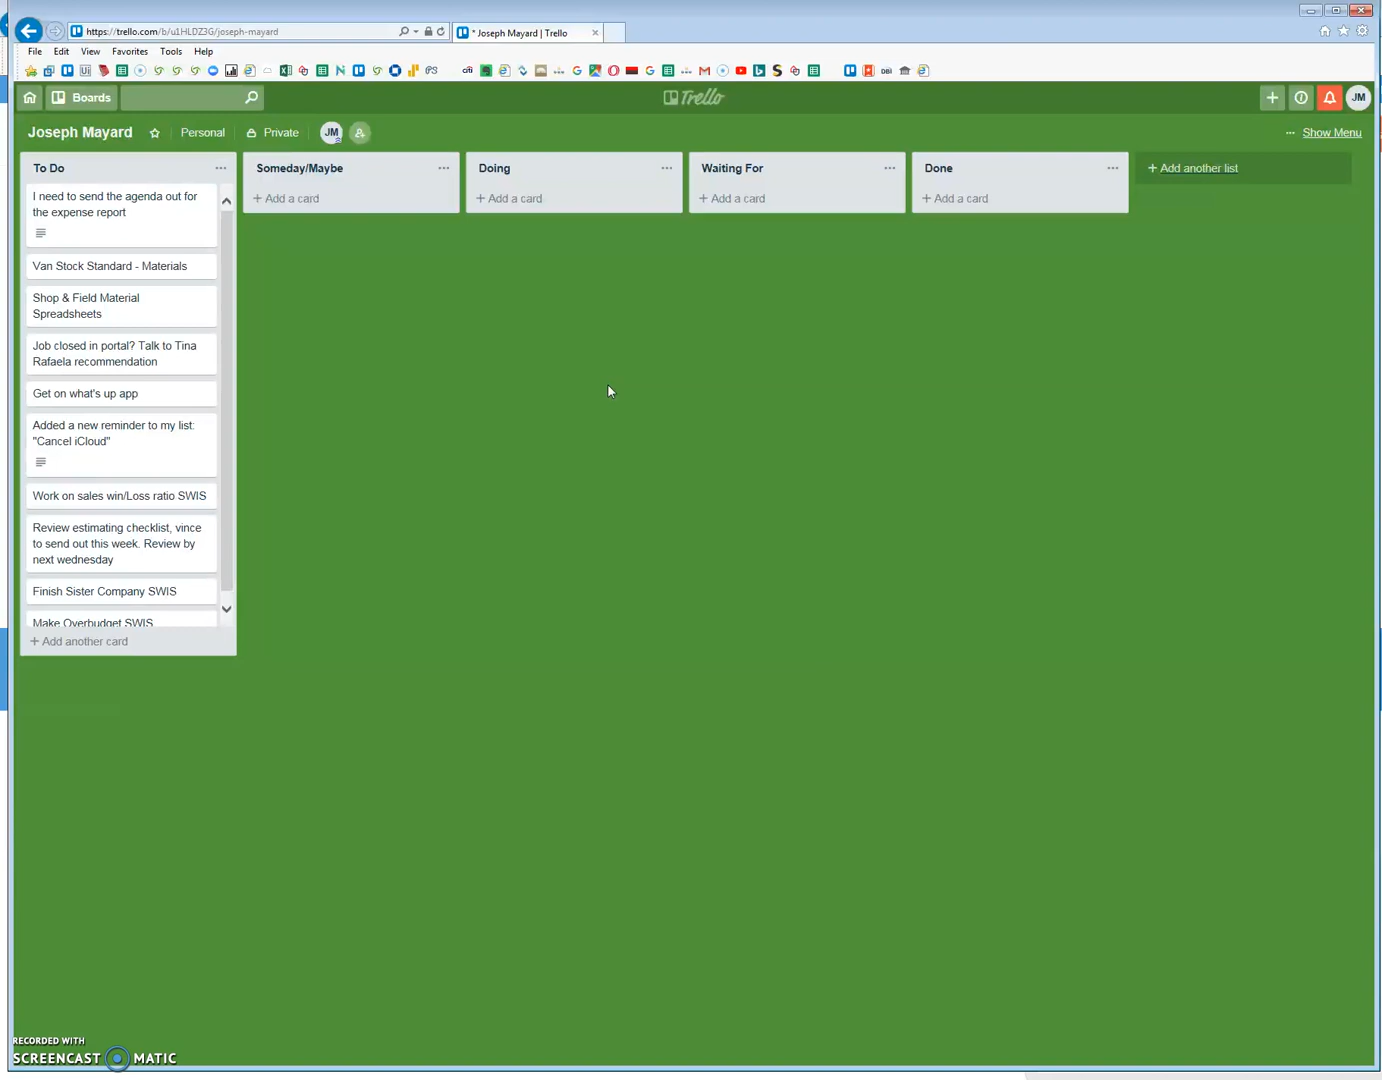 https://trello.com/b/u1HLDZ3G/joseph-mayard
* Joseph Mayard | Trello
File Edit View Favorites Tools Help
Boards
Trello
JM
Joseph Mayard
Personal
Private
JM
Show Menu
To Do
I need to send the agenda out for
the expense report
Van Stock Standard - Materials
Shop & Field Material
Spreadsheets
Job closed in portal? Talk to Tina
Rafaela recommendation
Get on what's up app
Added a new reminder to my list:
"Cancel iCloud"
Work on sales win/Loss ratio SWIS
Review estimating checklist, vince
to send out this week. Review by
next wednesday
Finish Sister Company SWIS
Make Overbudget SWIS
+ Add another card
Someday/Maybe
+ Add a card
Doing
+ Add a card
Waiting For
+ Add a card
Done
+ Add a card
+ Add another list
RECORDED WITH
SCREENCAST MATIC